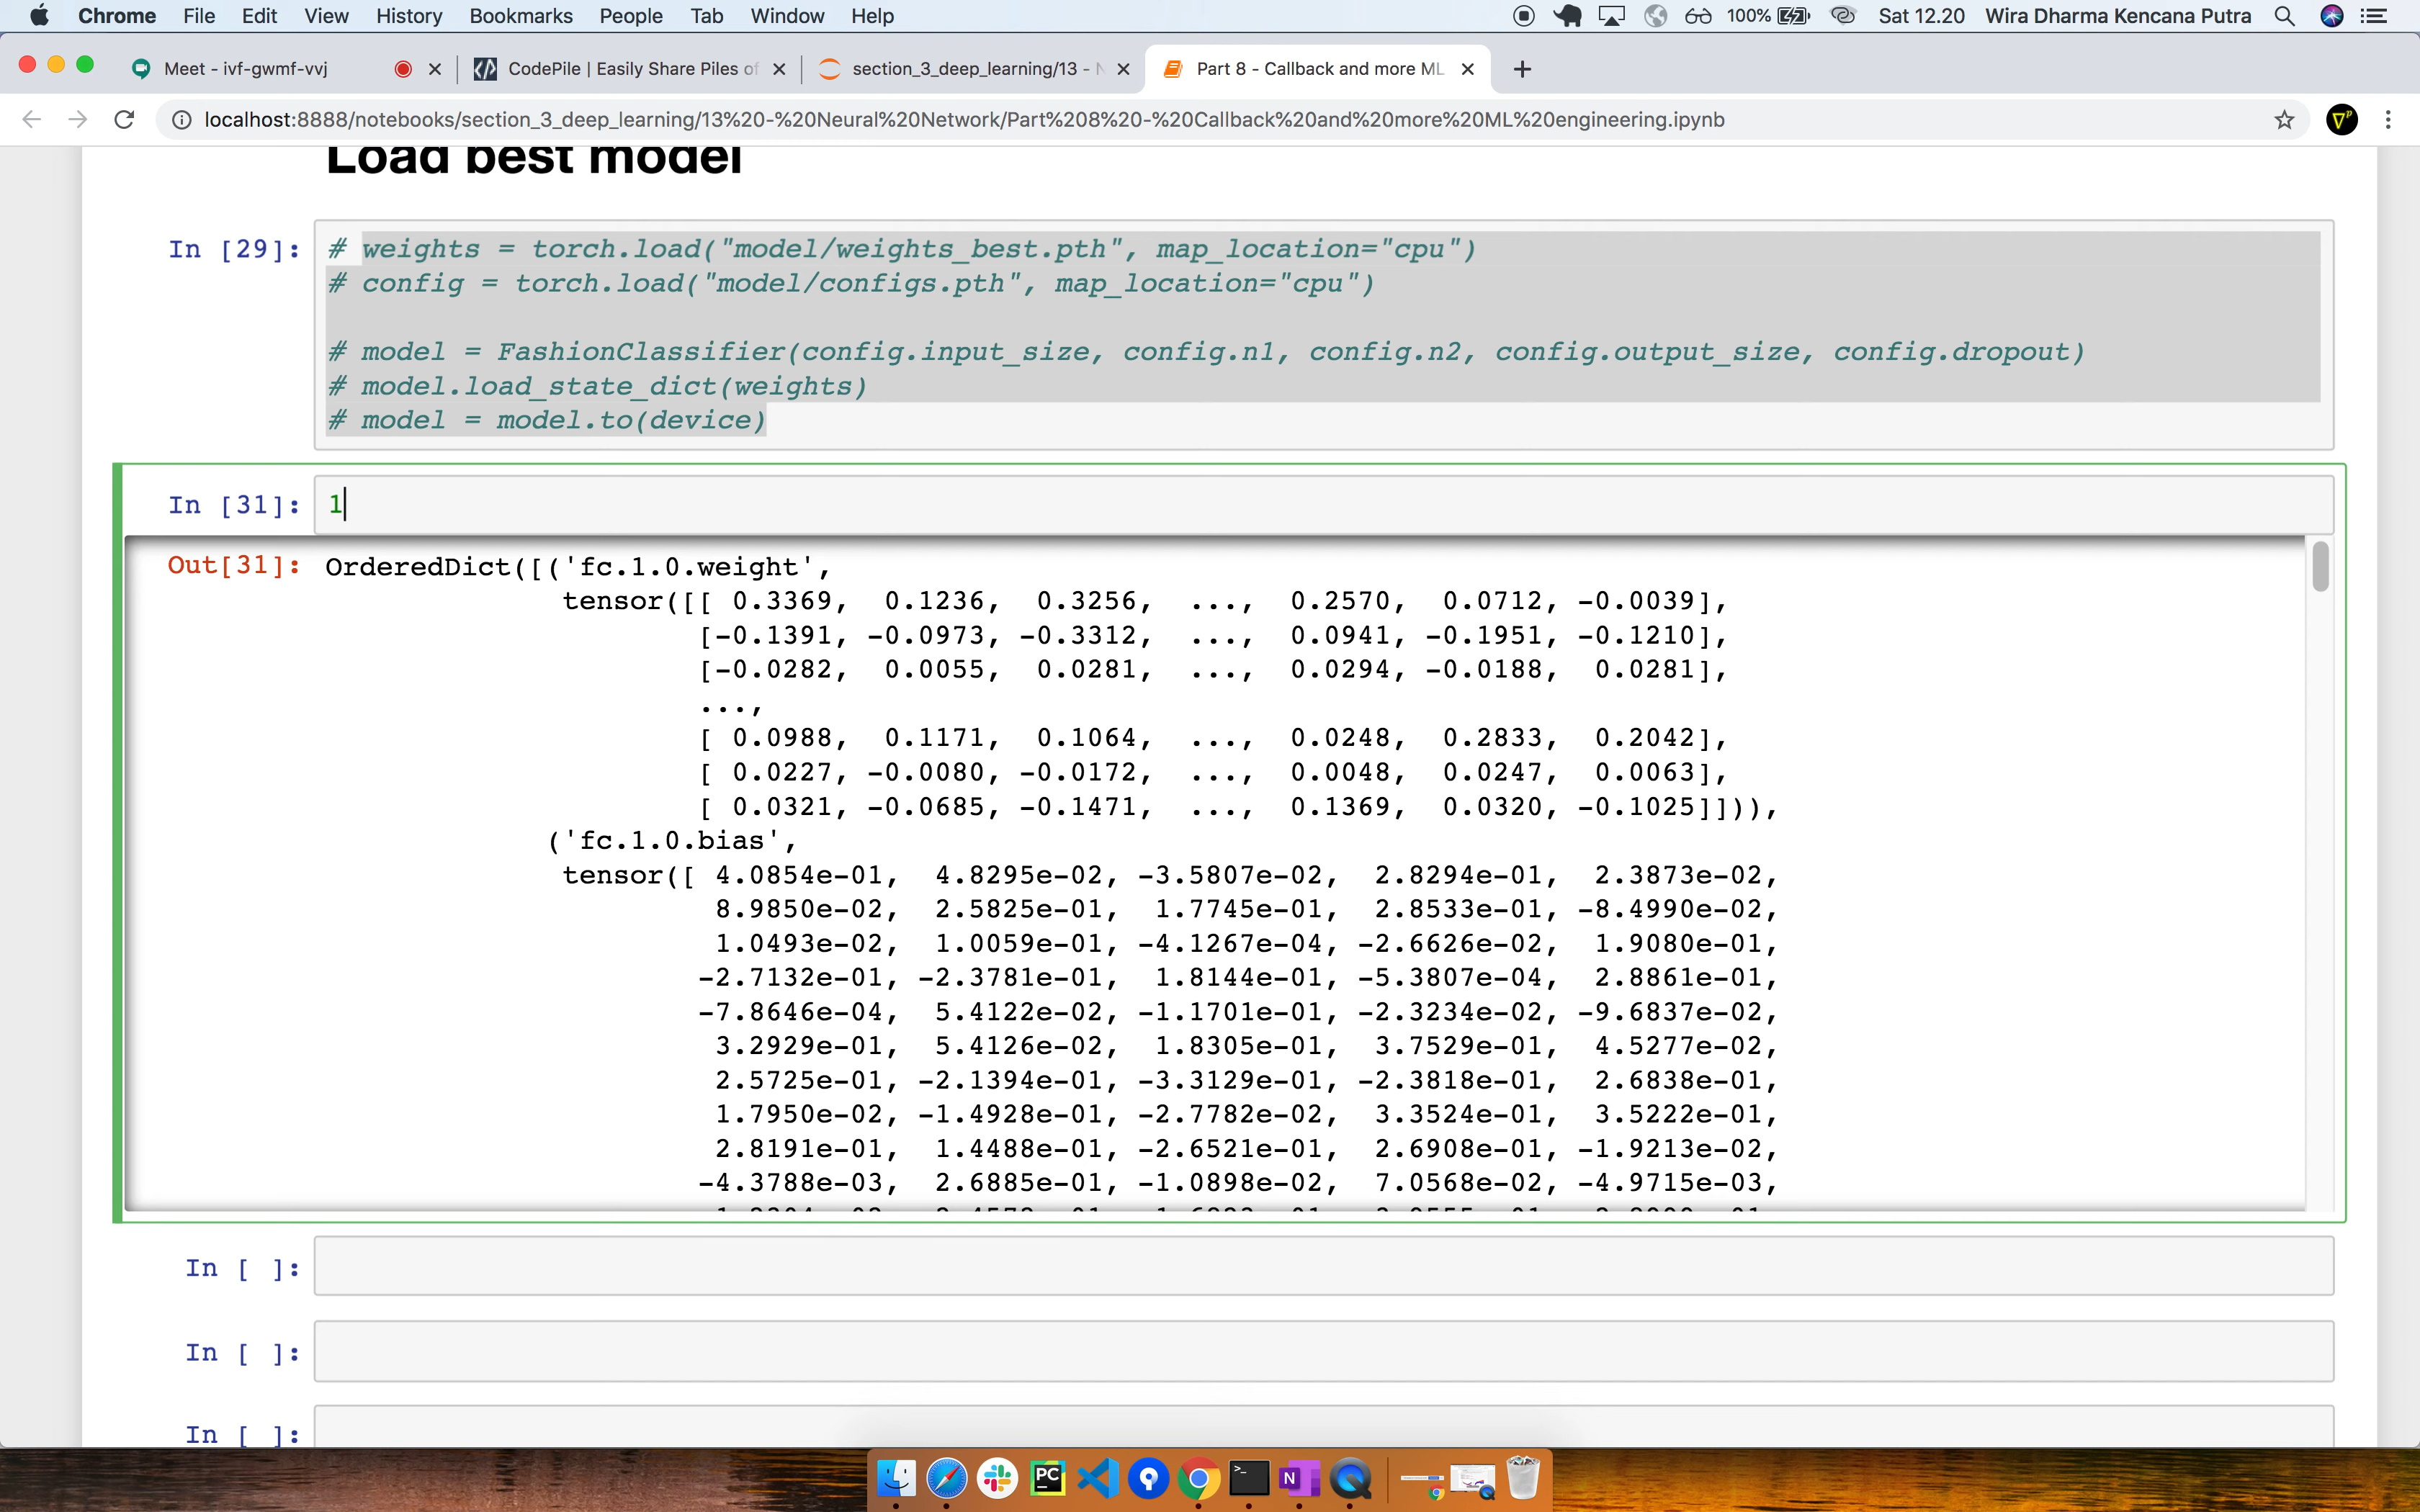 Chrome File Edit View History Bookmarks People Tab Window Help 100% Sat 12.20 Wira Dharma Kencana Putra
Meet - ivf-gwmf-vvj CodePile | Easily Share Piles of section_3_deep_learning/13 - N Part 8 - Callback and more ML
localhost:8888/notebooks/section_3_deep_learning/13%20-%20Neural%20Network/Part%208%20-%20Callback%20and%20more%20ML%20engineering.ipynb
Load best model
In [29]: # weights = torch.load("model/weights_best.pth", map_location="cpu")
# config = torch.load("model/configs.pth", map_location="cpu")
# model = FashionClassifier(config.input_size, config.n1, config.n2, config.output_size, config.dropout)
# model.load_state_dict(weights)
# model = model.to(device)
In [31]: 1
Out[31]: OrderedDict([('fc.1.0.weight',
tensor([[ 0.3369, 0.1236, 0.3256, ..., 0.2570, 0.0712, -0.0039],
[-0.1391, -0.0973, -0.3312, ..., 0.0941, -0.1951, -0.1210],
[-0.0282, 0.0055, 0.0281, ..., 0.0294, -0.0188, 0.0281],
...,
[ 0.0988, 0.1171, 0.1064, ..., 0.0248, 0.2833, 0.2042],
[ 0.0227, -0.0080, -0.0172, ..., 0.0048, 0.0247, 0.0063],
[ 0.0321, -0.0685, -0.1471, ..., 0.1369, 0.0320, -0.1025]])),
('fc.1.0.bias',
tensor([ 4.0854e-01, 4.8295e-02, -3.5807e-02, 2.8294e-01, 2.3873e-02,
8.9850e-02, 2.5825e-01, 1.7745e-01, 2.8533e-01, -8.4990e-02,
1.0493e-02, 1.0059e-01, -4.1267e-04, -2.6626e-02, 1.9080e-01,
-2.7132e-01, -2.3781e-01, 1.8144e-01, -5.3807e-04, 2.8861e-01,
-7.8646e-04, 5.4122e-02, -1.1701e-01, -2.3234e-02, -9.6837e-02,
3.2929e-01, 5.4126e-02, 1.8305e-01, 3.7529e-01, 4.5277e-02,
2.5725e-01, -2.1394e-01, -3.3129e-01, -2.3818e-01, 2.6838e-01,
1.7950e-02, -1.4928e-01, -2.7782e-02, 3.3524e-01, 3.5222e-01,
2.8191e-01, 1.4488e-01, -2.6521e-01, 2.6908e-01, -1.9213e-02,
-4.3788e-03, 2.6885e-01, -1.0898e-02, 7.0568e-02, -4.9715e-03,
In [ ]:
In [ ]:
In [ ]:
PC N